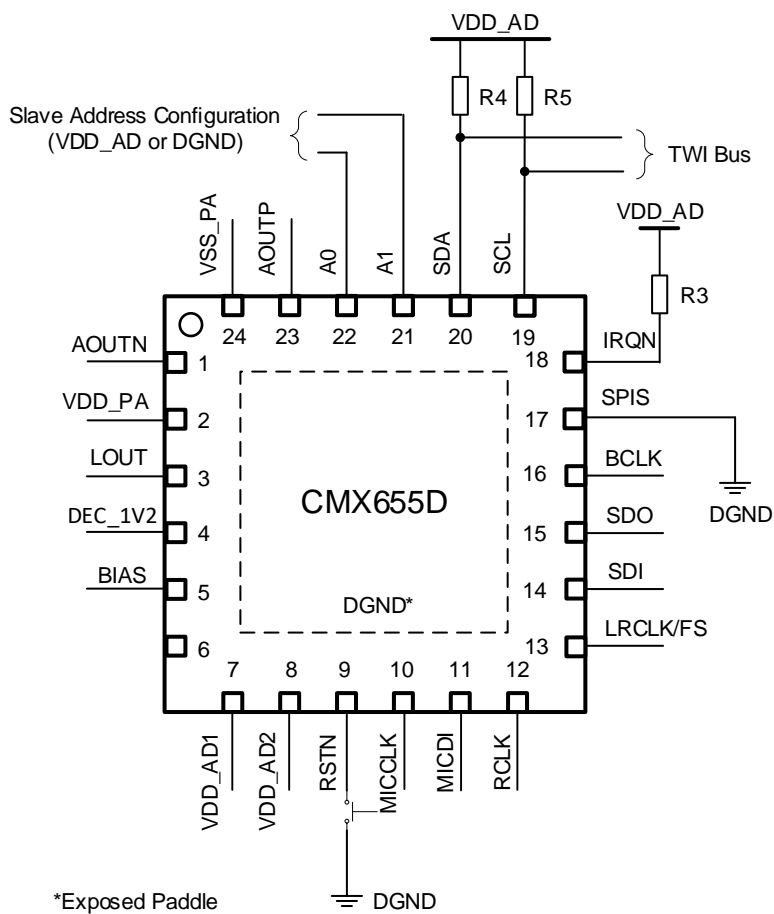 VDD_AD
R4
R5
Slave Address Configuration
(VDD_AD or DGND)
TWI Bus
VSS_PA
AOUTP
A0
A1
SDA
SCL
VDD_AD
R3
24
23
22
21
20
19
AOUTN
1
18
IRQN
VDD_PA
2
17
SPIS
LOUT
3
16
BCLK
DGND
CMX655D
DEC_1V2
4
15
SDO
BIAS
5
14
SDI
DGND*
6
13
LRCLK/FS
7
8
9
10
11
12
VDD_AD1
VDD_AD2
RSTN
MICCLK
MICDI
RCLK
*Exposed Paddle
DGND